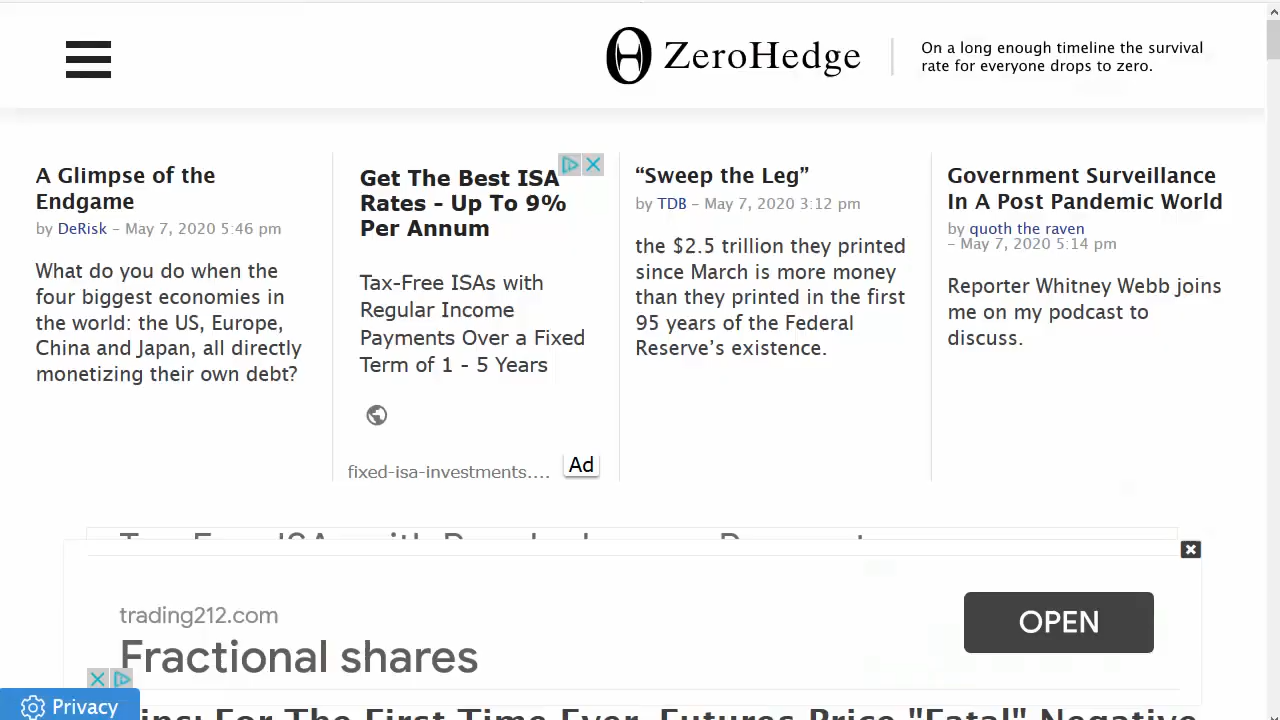 ZeroHedge
On a long enough timeline the survival
rate for everyone drops to zero.
A Glimpse of the
Endgame
by DeRisk – May 7, 2020 5:46 pm
What do you do when the
four biggest economies in
the world: the US, Europe,
China and Japan, all directly
monetizing their own debt?
Get The Best ISA
Rates - Up To 9%
Per Annum
Tax-Free ISAs with
Regular Income
Payments Over a Fixed
Term of 1 - 5 Years
fixed-isa-investments....
Ad
“Sweep the Leg”
by TDB – May 7, 2020 3:12 pm
the $2.5 trillion they printed
since March is more money
than they printed in the first
95 years of the Federal
Reserve’s existence.
Government Surveillance
In A Post Pandemic World
by quoth the raven
– May 7, 2020 5:14 pm
Reporter Whitney Webb joins
me on my podcast to
discuss.
trading212.com
Fractional shares
OPEN
Privacy
For The First Time Ever, Futures Price "Fatal" Negative